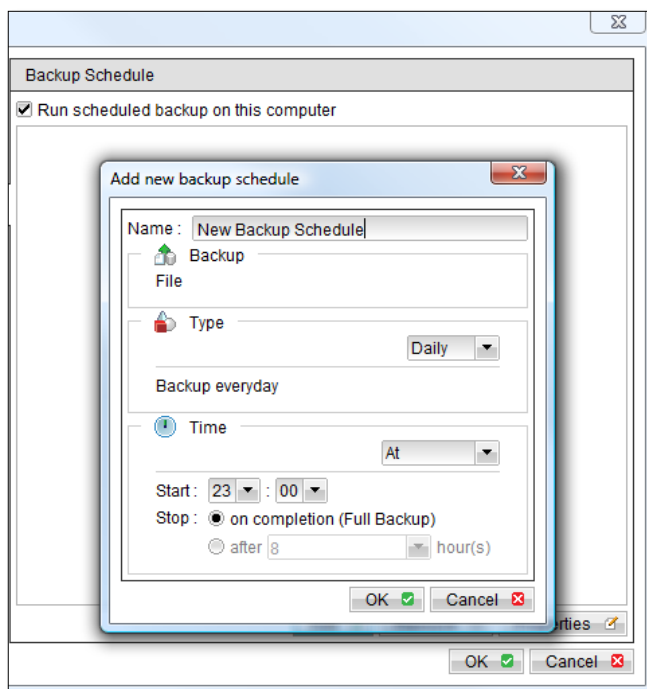 Backup Schedule
Run scheduled backup on this computer
Add new backup schedule
Name : New Backup Schedule
Backup
File
Type
Daily
Backup everyday
Time
At
Start : 23 : 00
Stop : on completion (Full Backup)
after 8 hour(s)
OK Cancel
OK Cancel